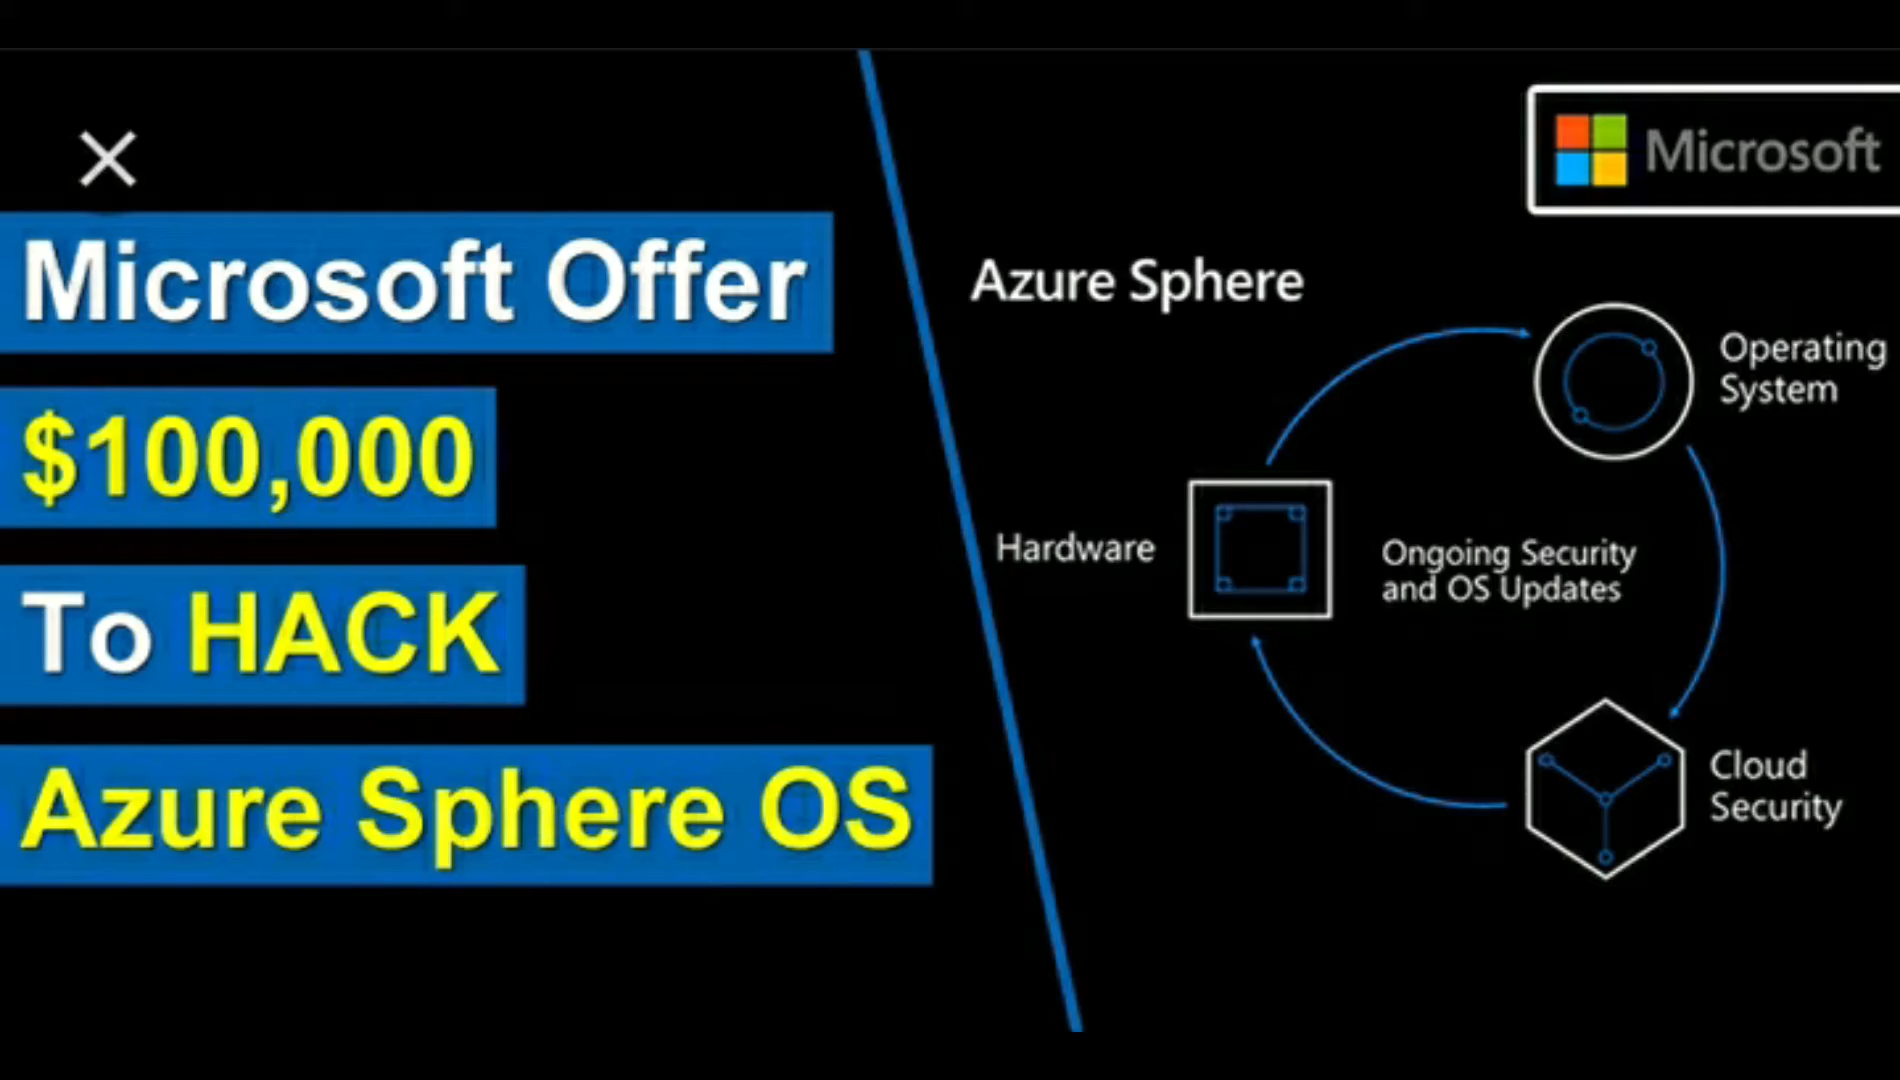 Microsoft Offer
$100,000
To HACK
Azure Sphere OS
Microsoft
Azure Sphere
Operating
System
Hardware
Ongoing Security
and OS Updates
Cloud
Security